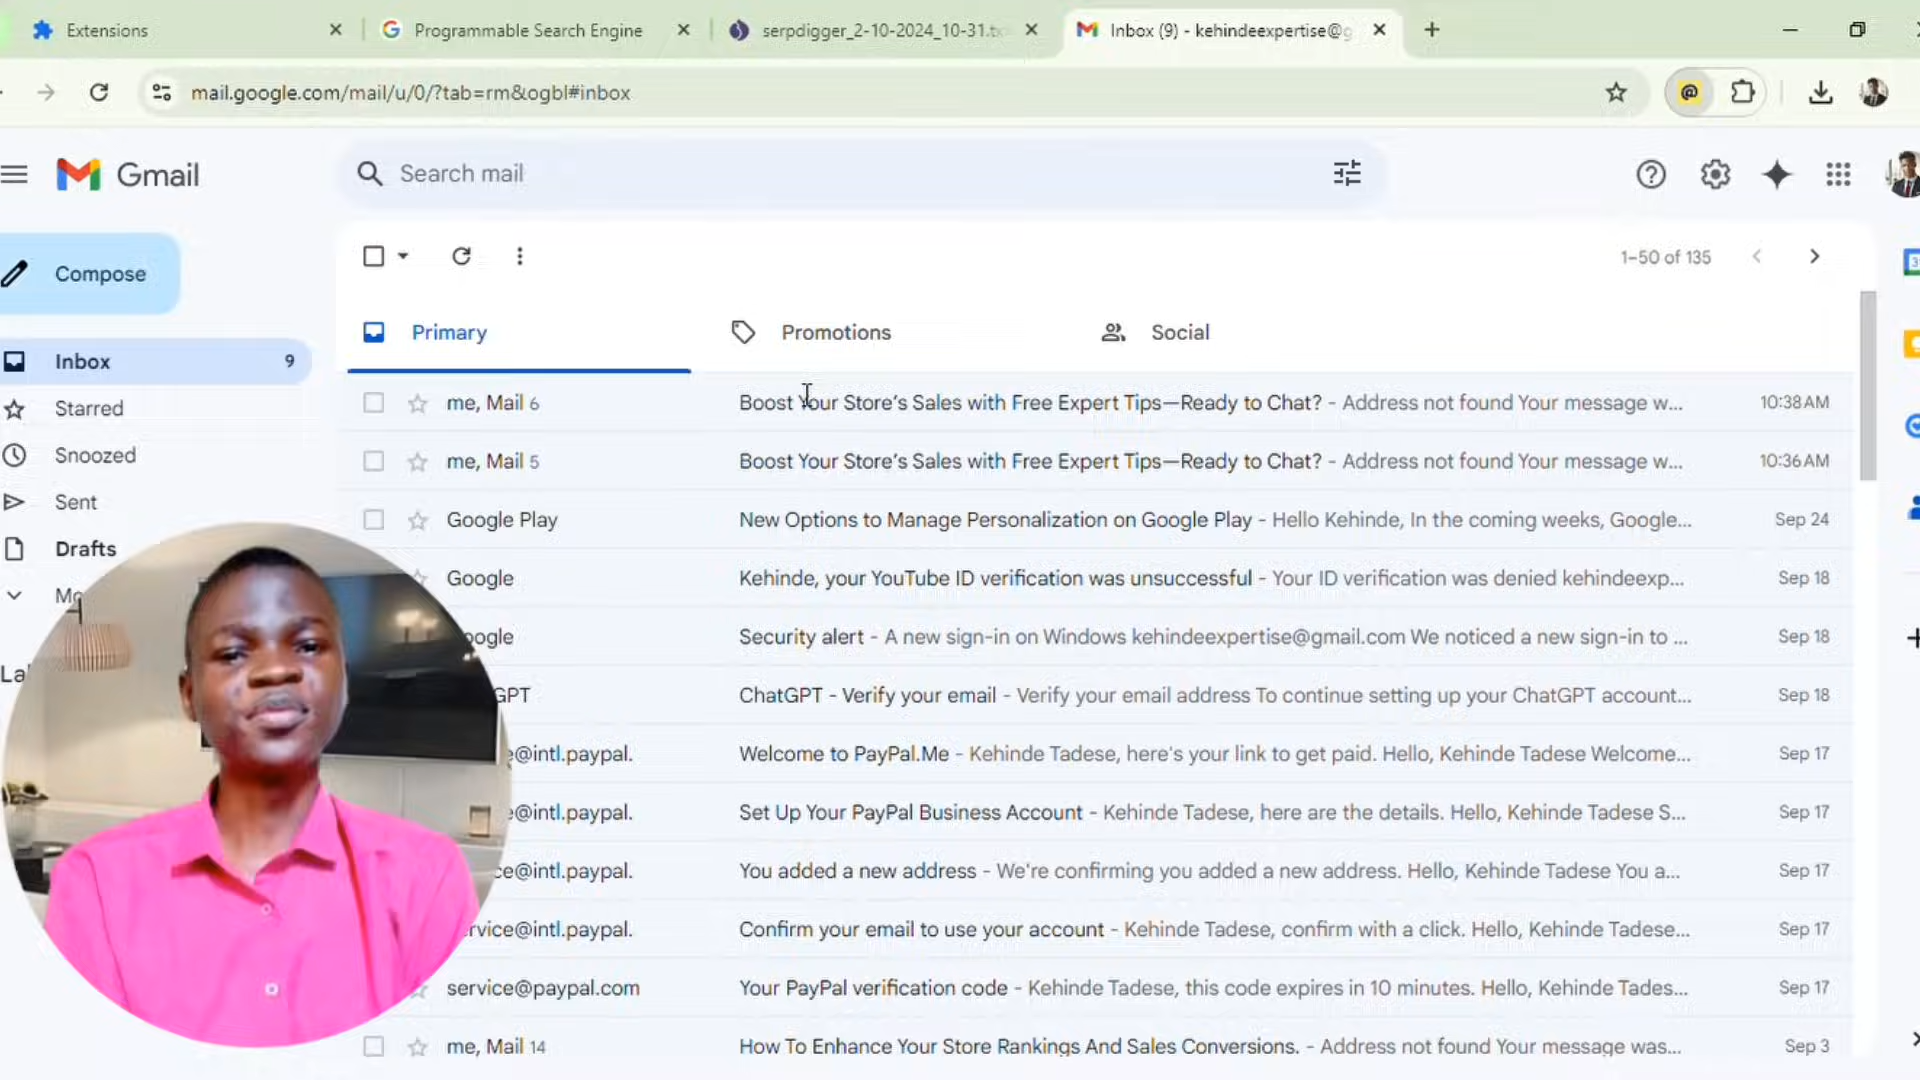 Extensions
Programmable Search Engine
serpdigger_2-10-2024_10-31.tx
Inbox (9) - kehindeexpertise@g
mail.google.com/mail/u/0/?tab=rm&ogbl#inbox
Gmail
Search mail
Compose
1–50 of 135
Primary
Promotions
Social
Inbox 9
Starred
Snoozed
Sent
Drafts
me, Mail 6 Boost Your Store’s Sales with Free Expert Tips—Ready to Chat? - Address not found Your message w... 10:38 AM
me, Mail 5 Boost Your Store’s Sales with Free Expert Tips—Ready to Chat? - Address not found Your message w... 10:36 AM
Google Play New Options to Manage Personalization on Google Play - Hello Kehinde, In the coming weeks, Google... Sep 24
Google Kehinde, your YouTube ID verification was unsuccessful - Your ID verification was denied kehindeexp... Sep 18
oogle Security alert - A new sign-in on Windows kehindeexpertise@gmail.com We noticed a new sign-in to ... Sep 18
GPT ChatGPT - Verify your email - Verify your email address To continue setting up your ChatGPT account... Sep 18
e@intl.paypal. Welcome to PayPal.Me - Kehinde Tadese, here's your link to get paid. Hello, Kehinde Tadese Welcome... Sep 17
e@intl.paypal. Set Up Your PayPal Business Account - Kehinde Tadese, here are the details. Hello, Kehinde Tadese S... Sep 17
ce@intl.paypal. You added a new address - We're confirming you added a new address. Hello, Kehinde Tadese You a... Sep 17
rvice@intl.paypal. Confirm your email to use your account - Kehinde Tadese, confirm with a click. Hello, Kehinde Tadese... Sep 17
service@paypal.com Your PayPal verification code - Kehinde Tadese, this code expires in 10 minutes. Hello, Kehinde Tades... Sep 17
me, Mail 14 How To Enhance Your Store Rankings And Sales Conversions. - Address not found Your message was... Sep 3